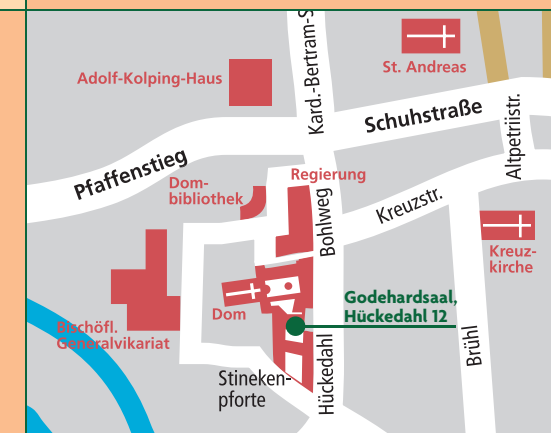 Kard.-Bertram-S
St. Andreas
Adolf-Kolping-Haus
Schuhstraße
Altpetriistr.
Pfaffenstieg
Regierung
Dom-
bibliothek
Bohlweg
Kreuzstr.
Kreuz-
kirche
Dom
Godehardsaal,
Hückedahl 12
Bischöfl.
Generalvikariat
Brühl
Stineken-
pforte
Hückedahl